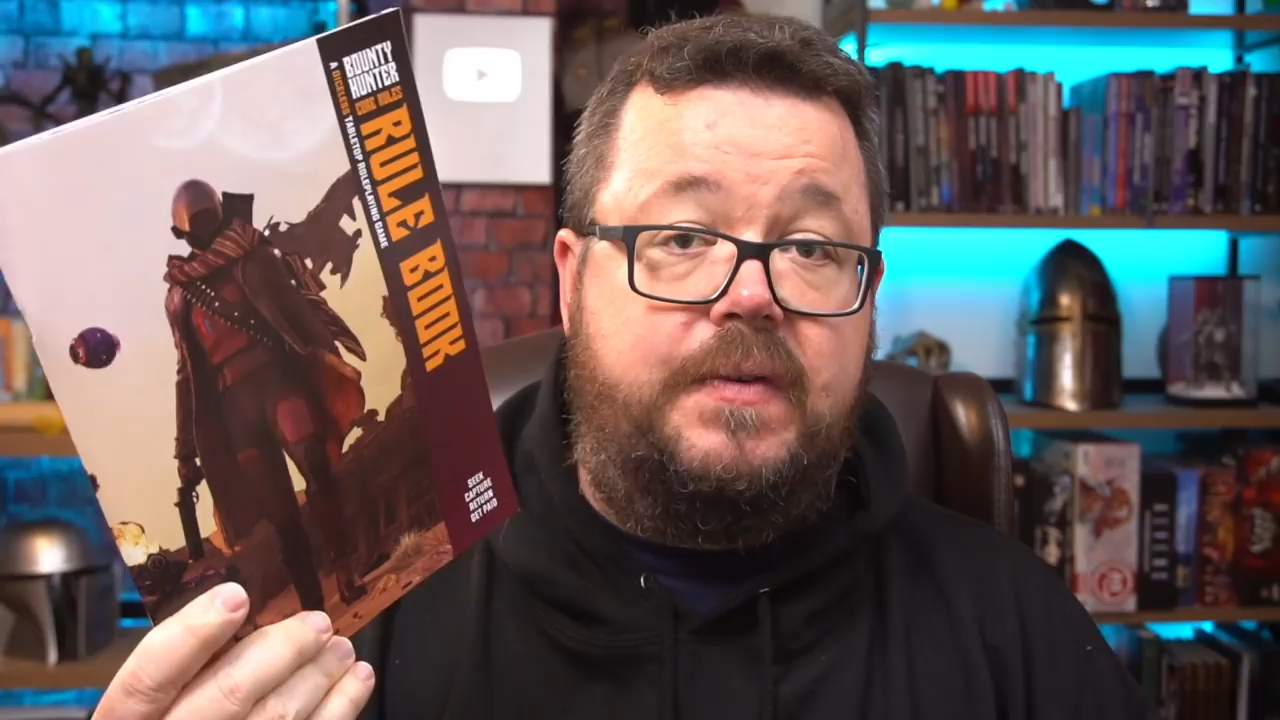 BOUNTY
HUNTER
CORE RULES
A DICELESS TABLETOP ROLEPLAYING GAME
RULE BOOK
SEEK
CAPTURE
RETURN
GET PAID